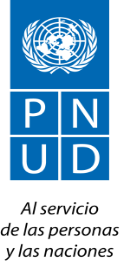 P N
U D
Al servicio
de las personas
y las naciones